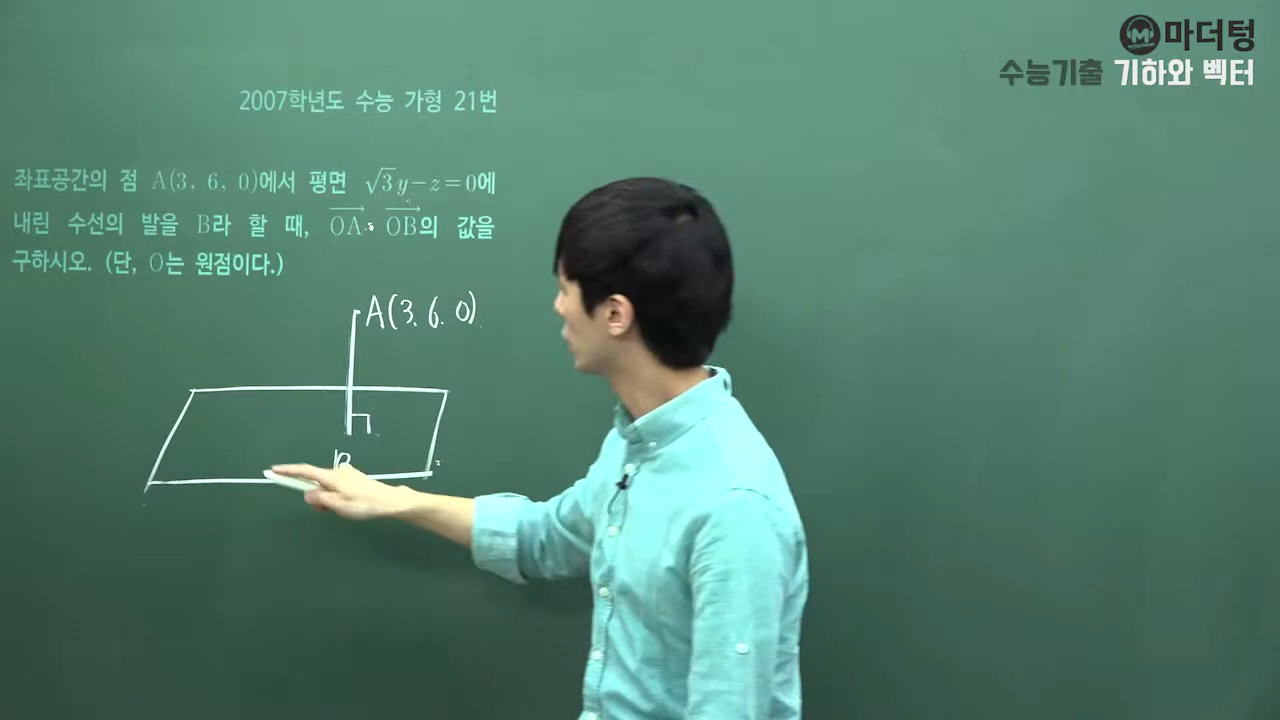 마더텅
수능기출 기하와 벡터
2007학년도 수능 가형 21번
좌표공간의 점 A(3, 6, 0)에서 평면 √3y−z=0에
내린 수선의 발을 B라 할 때, OA · OB의 값을
구하시오. (단, O는 원점이다.)
A(3, 6, 0)
B